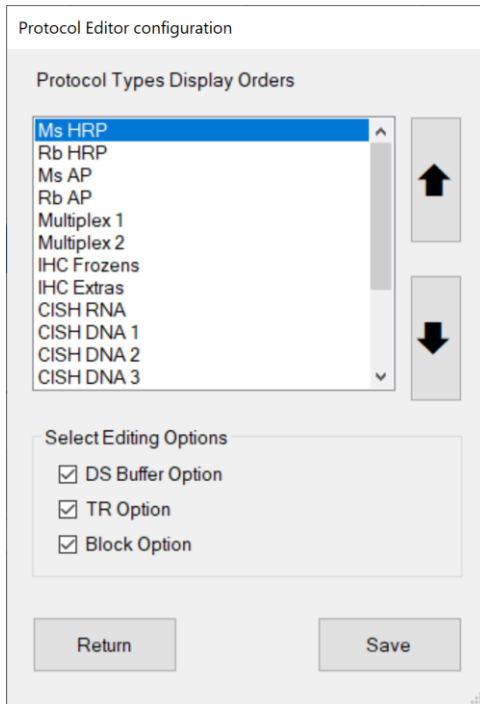 Protocol Editor configuration
Protocol Types Display Orders
Ms HRP
Rb HRP
Ms AP
Rb AP
Multiplex 1
Multiplex 2
IHC Frozens
IHC Extras
CISH RNA
CISH DNA 1
CISH DNA 2
CISH DNA 3
Select Editing Options
DS Buffer Option
TR Option
Block Option
Return
Save